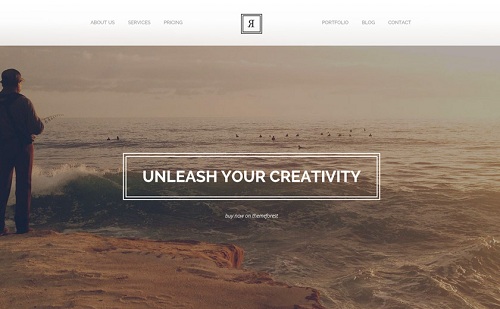 ABOUT US SERVICES PRICING Я PORTFOLIO BLOG CONTACT
UNLEASH YOUR CREATIVITY
buy now on themeforest